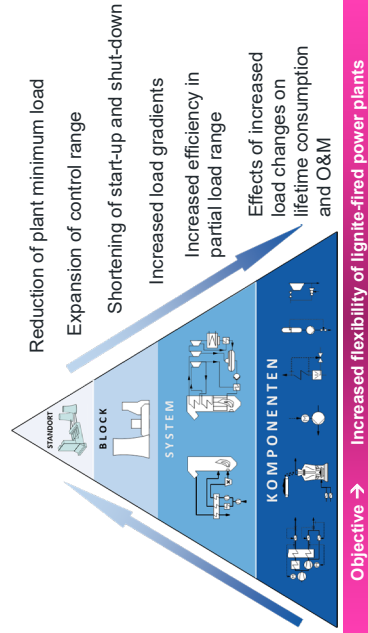 Reduction of plant minimum load
Expansion of control range
Shortening of start-up and shut-down
Increased load gradients
Increased efficiency in
partial load range
Effects of increased
load changes on
lifetime consumption
and O&M
STANDORT
BLOCK
SYSTEM
KOMPONENTEN
Objective → Increased flexibility of lignite-fired power plants